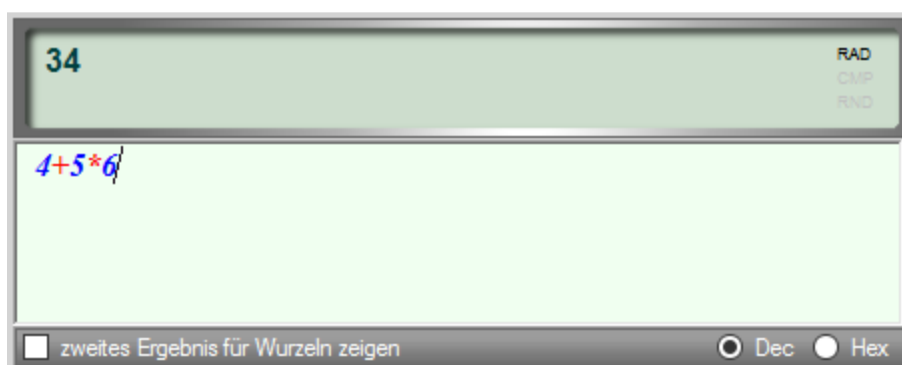 34
RAD
CMP
RND
4+5*6
zweites Ergebnis für Wurzeln zeigen
Dec Hex